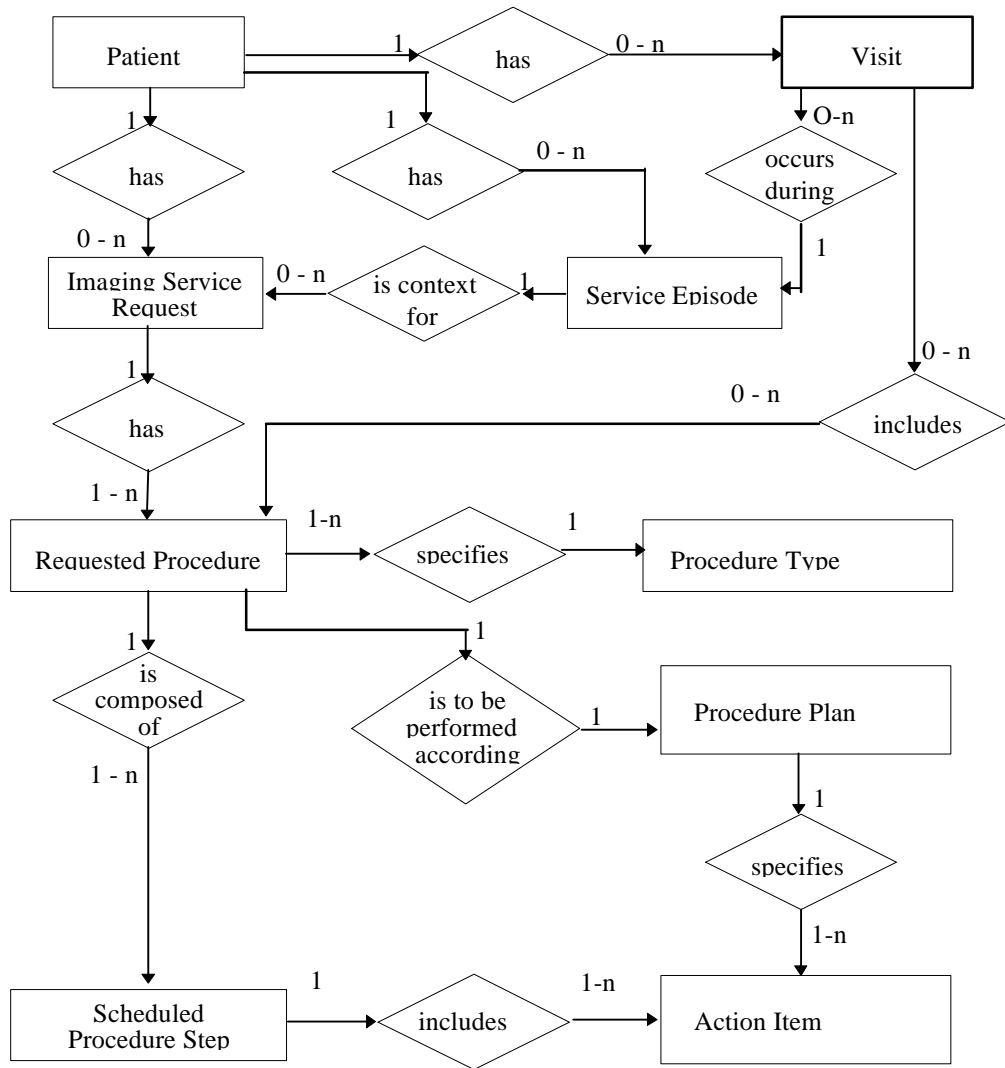 Patient
1
has
0 - n
Visit
1
1
O-n
has
has
0 - n
occurs
during
0 - n
1
Imaging Service
Request
0 - n
is context
for
1
Service Episode
1
has
0 - n
0 - n
includes
1 - n
Requested Procedure
1-n
specifies
1
Procedure Type
1
is
composed
of
1
is to be
performed
according
1
Procedure Plan
1 - n
1
specifies
1-n
Scheduled
Procedure Step
1
includes
1-n
Action Item